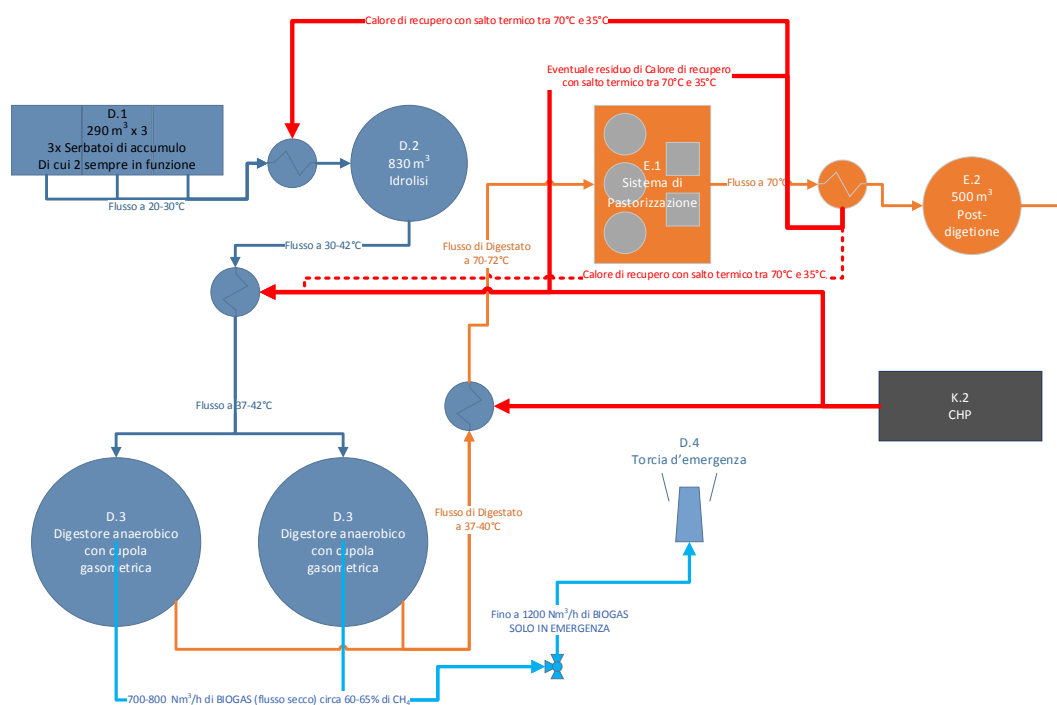 Calore di recupero con salto termico tra 70°C e 35°C
Eventuale residuo di Calore di recupero
con salto termico tra 70°C e 35°C
D.1
290 m³ x 3
3x Serbatoi di accumulo
Di cui 2 sempre in funzione
D.2
830 m³
Idrolisi
E.1
Sistema di
Pastorizzazione
Flusso a 70°C
E.2
500 m³
Post-
digetione
Flusso a 20-30°C
Flusso a 30-42°C
Flusso di Digestato
a 70-72°C
Calore di recupero con salto termico tra 70°C e 35°C
K.2
CHP
Flusso a 37-42°C
D.4
Torcia d'emergenza
D.3
Digestore anaerobico
con cupola
gasometrica
D.3
Digestore anaerobico
con cupola
gasometrica
Flusso di Digestato
a 37-40°C
Fino a 1200 Nm³/h di BIOGAS
SOLO IN EMERGENZA
700-800 Nm³/h di BIOGAS (flusso secco) circa 60-65% di CH₄